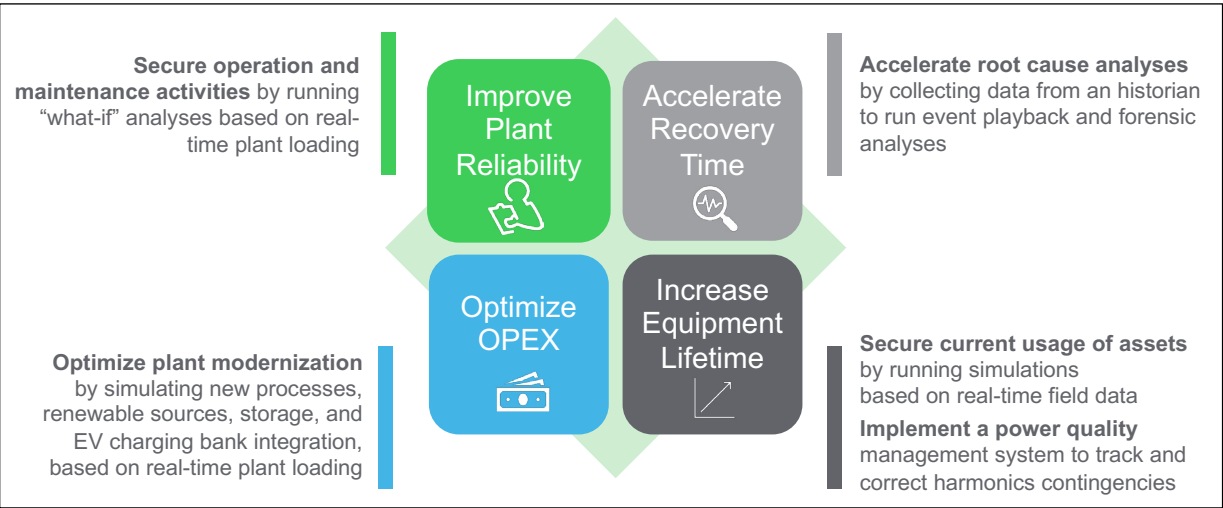 Secure operation and
maintenance activities by running
“what-if” analyses based on real-
time plant loading
Improve
Plant
Reliability
Accelerate
Recovery
Time
Accelerate root cause analyses
by collecting data from an historian
to run event playback and forensic
analyses
Optimize plant modernization
by simulating new processes,
renewable sources, storage, and
EV charging bank integration,
based on real-time plant loading
Optimize
OPEX
Increase
Equipment
Lifetime
Secure current usage of assets
by running simulations
based on real-time field data
Implement a power quality
management system to track and
correct harmonics contingencies